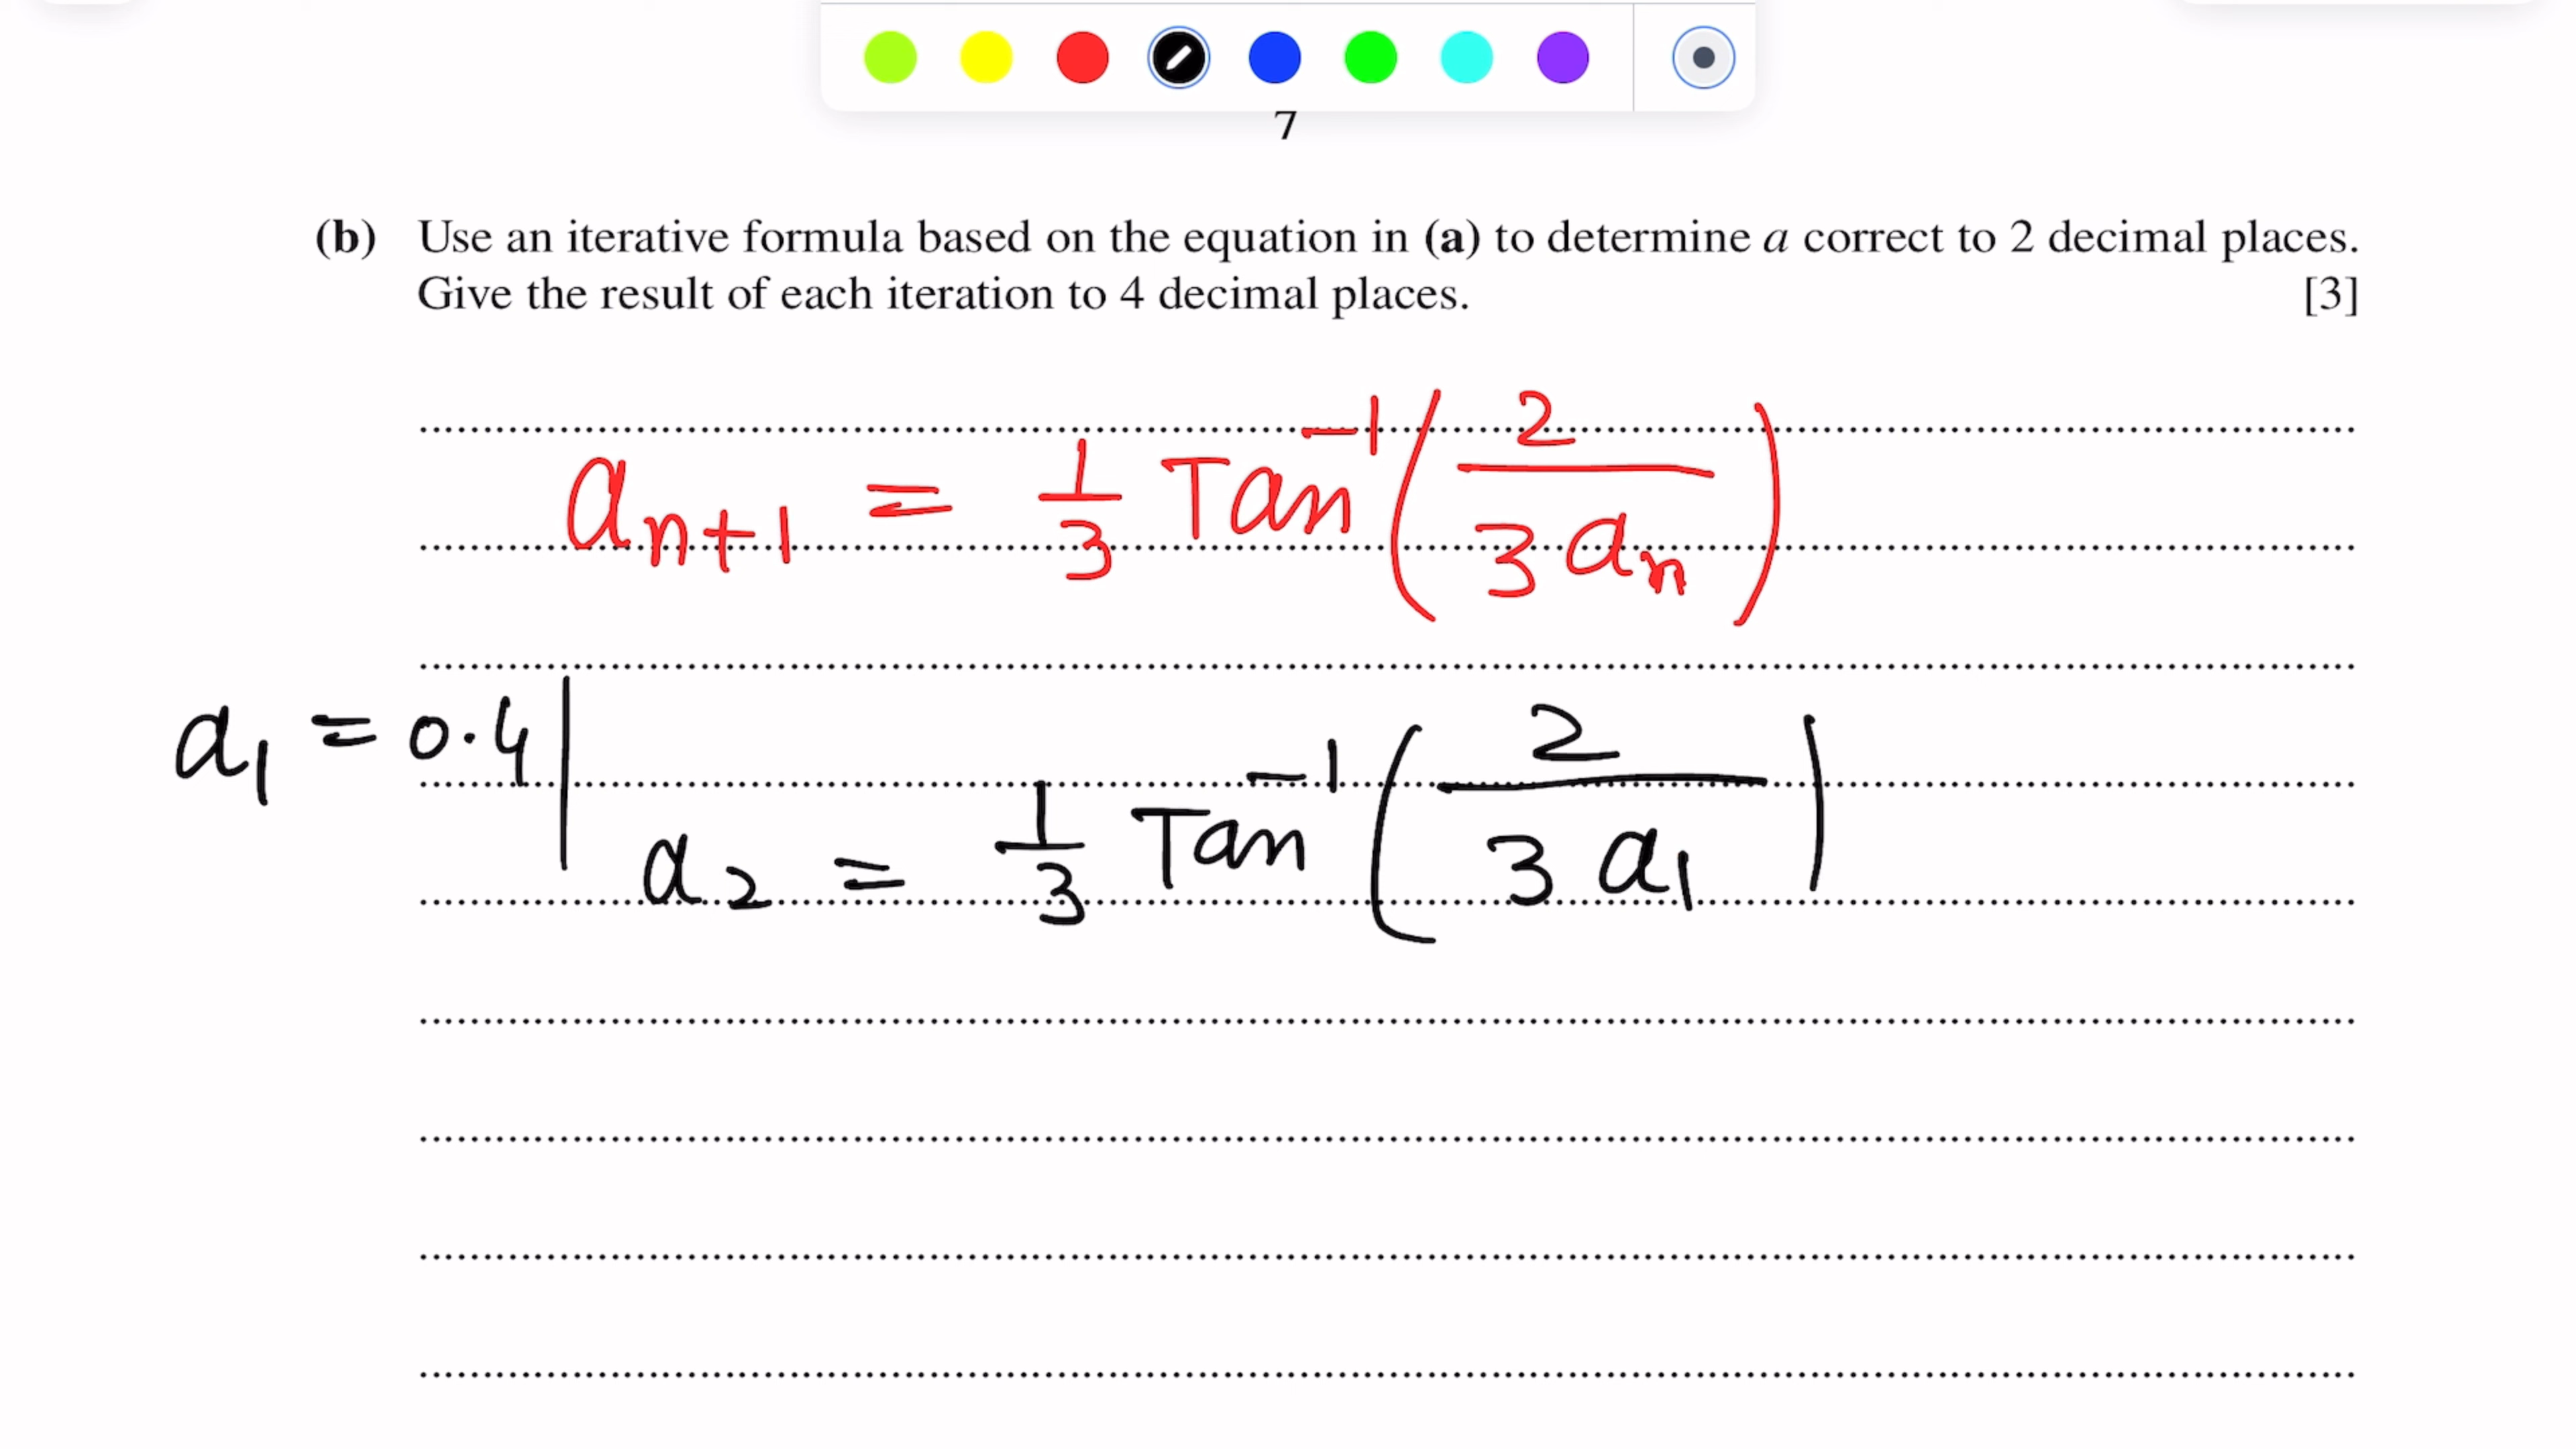 7
(b) Use an iterative formula based on the equation in (a) to determine a correct to 2 decimal places.
Give the result of each iteration to 4 decimal places. [3]
aₙ₊₁ = 1/3 Tan⁻¹(2/3aₙ)
a₁ = 0.4
a₂ = 1/3 Tan⁻¹(2/3a₁)